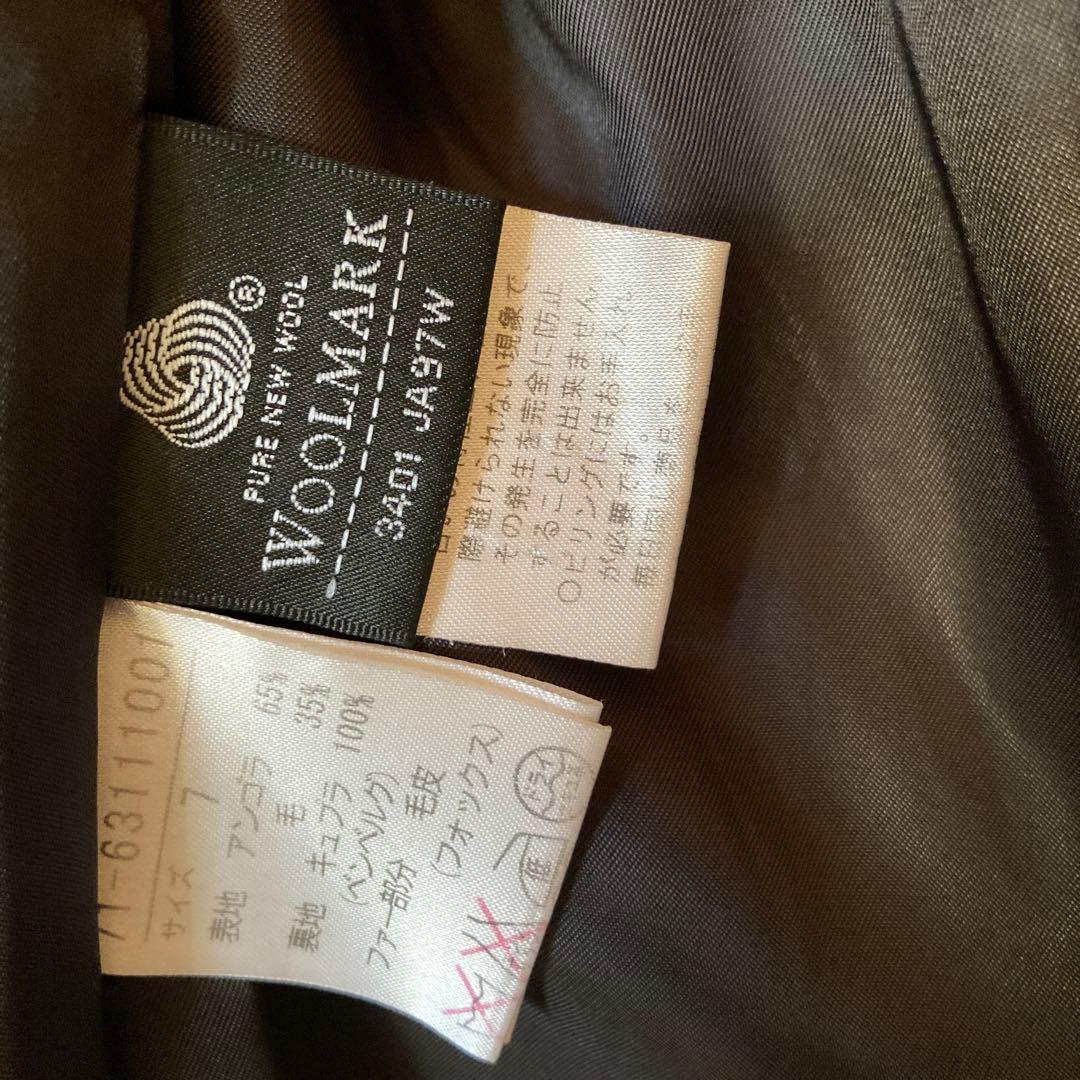 ®
PURE NEW WOOL
WOOLMARK
3401 JA97W
際避けられない現象で、
その発生を完全に防止
することは出来ません
○ピリングにはお手入れ
が必要です。
71-6311100
サイズ 7
表地 アンゴラ 65%
毛 35%
裏地 キュプラ 100%
(ベンベルグ)
ファー部分 毛皮
(フォックス)
ドライ